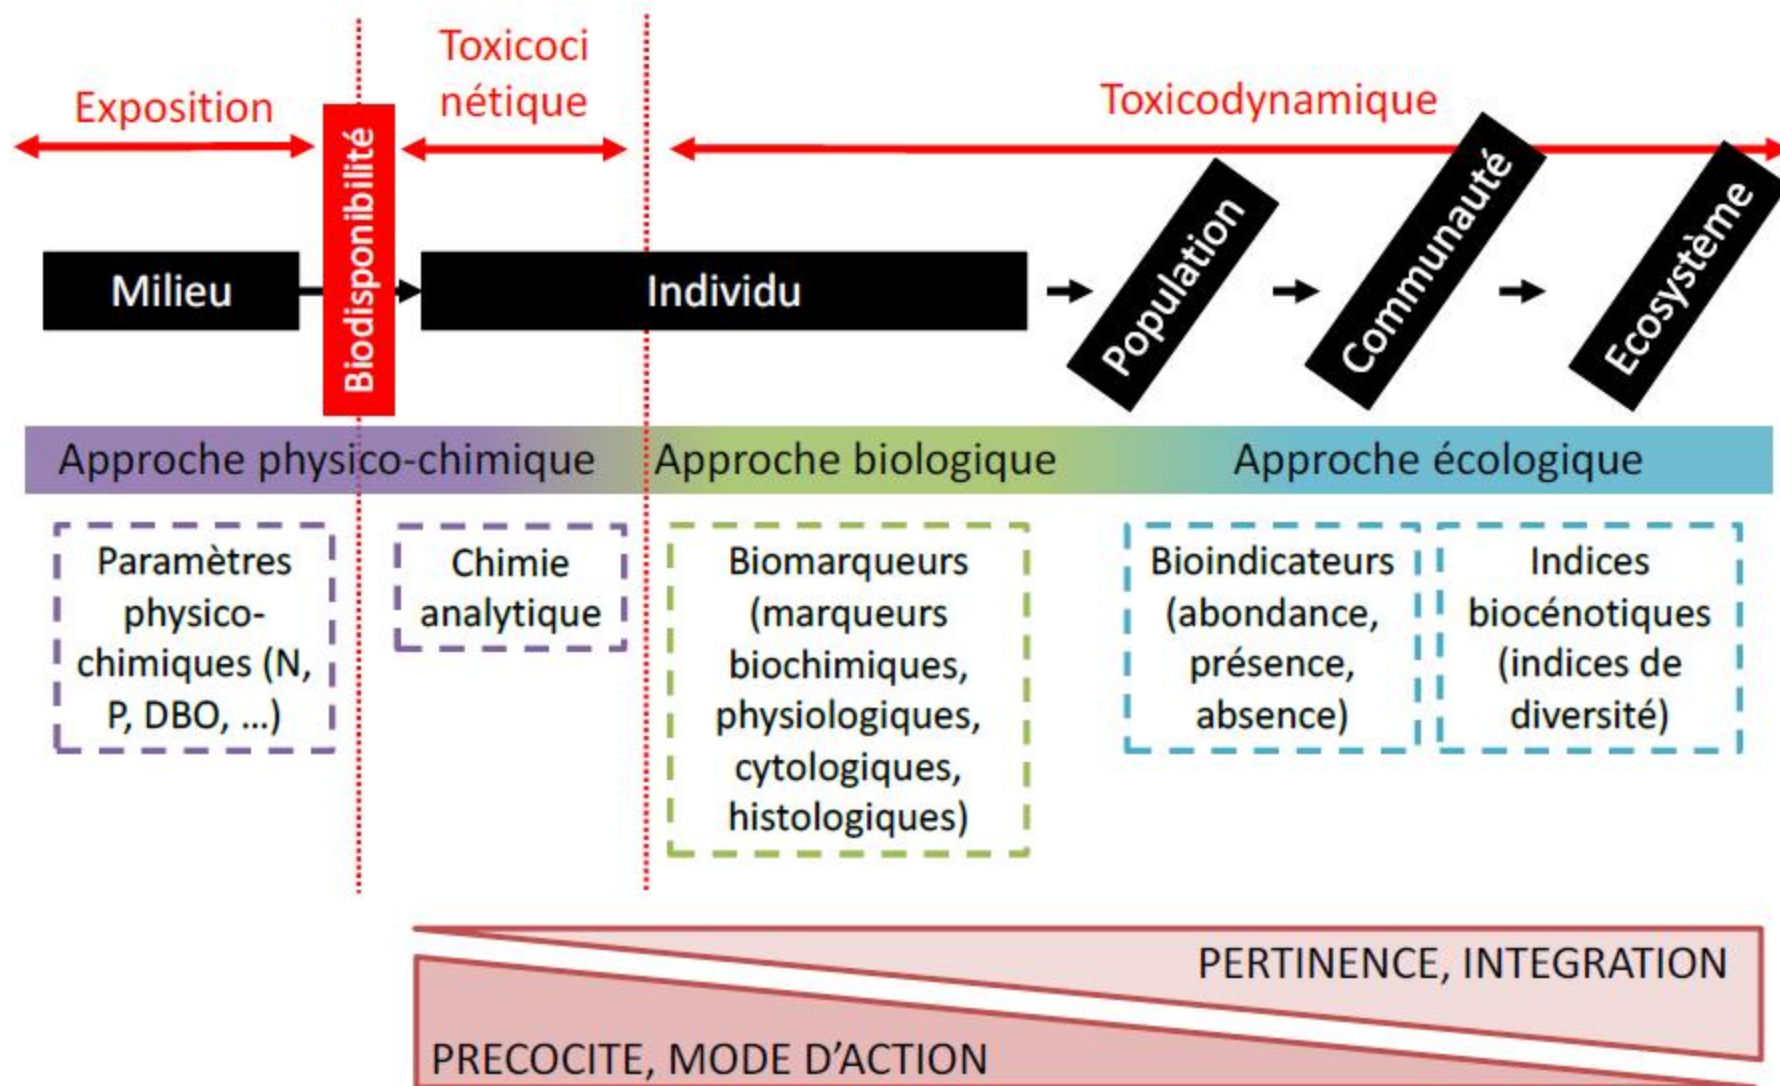 Toxicoci
nétique
Exposition
Toxicodynamique
Biodisponibilité
Milieu
Individu
Population
Communauté
Ecosystème
Approche physico-chimique
Approche biologique
Approche écologique
Paramètres
physico-
chimiques (N,
P, DBO, ...)
Chimie
analytique
Biomarqueurs
(marqueurs
biochimiques,
physiologiques,
cytologiques,
histologiques)
Bioindicateurs
(abondance,
présence,
absence)
Indices
biocénotiques
(indices de
diversité)
PERTINENCE, INTEGRATION
PRECOCITE, MODE D'ACTION